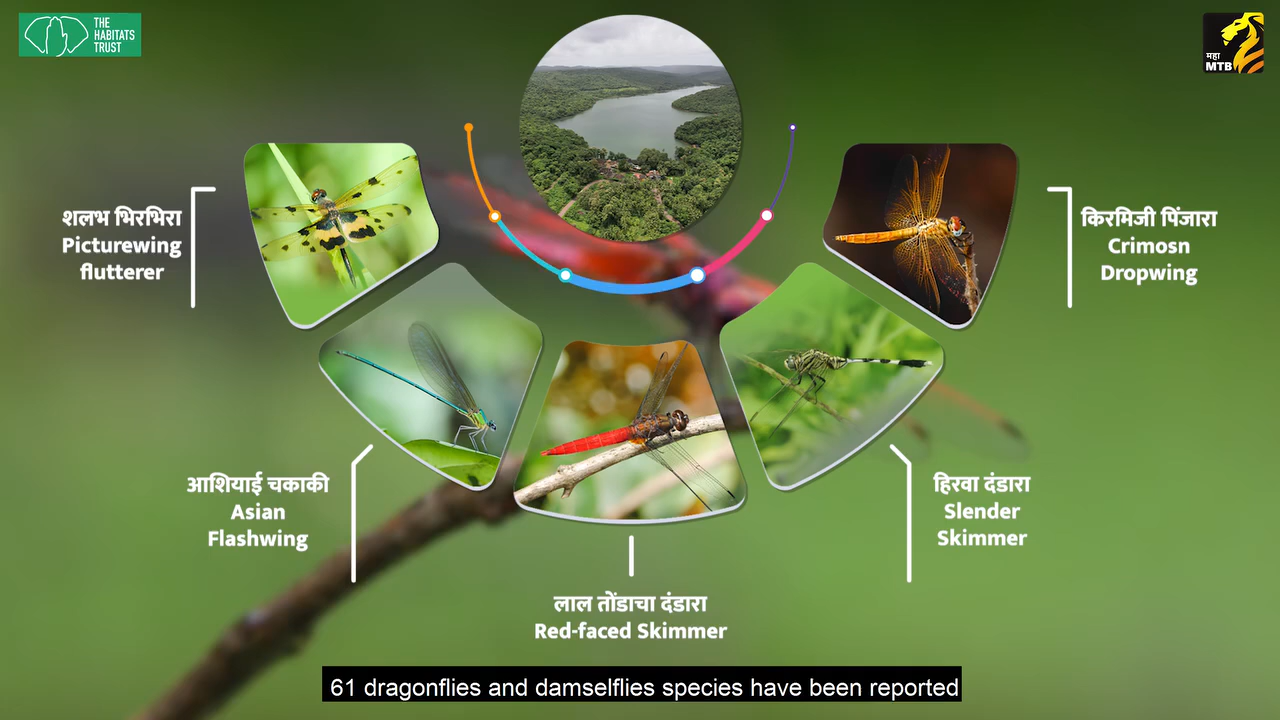 THE
HABITATS
TRUST
महा
MTB
शलभ भिरभिरा
Picturewing
flutterer
किरमिजी पिंजारा
Crimosn
Dropwing
आशियाई चकाकी
Asian
Flashwing
हिरवा दंडारा
Slender
Skimmer
लाल तोंडाचा दंडारा
Red-faced Skimmer
61 dragonflies and damselflies species have been reported